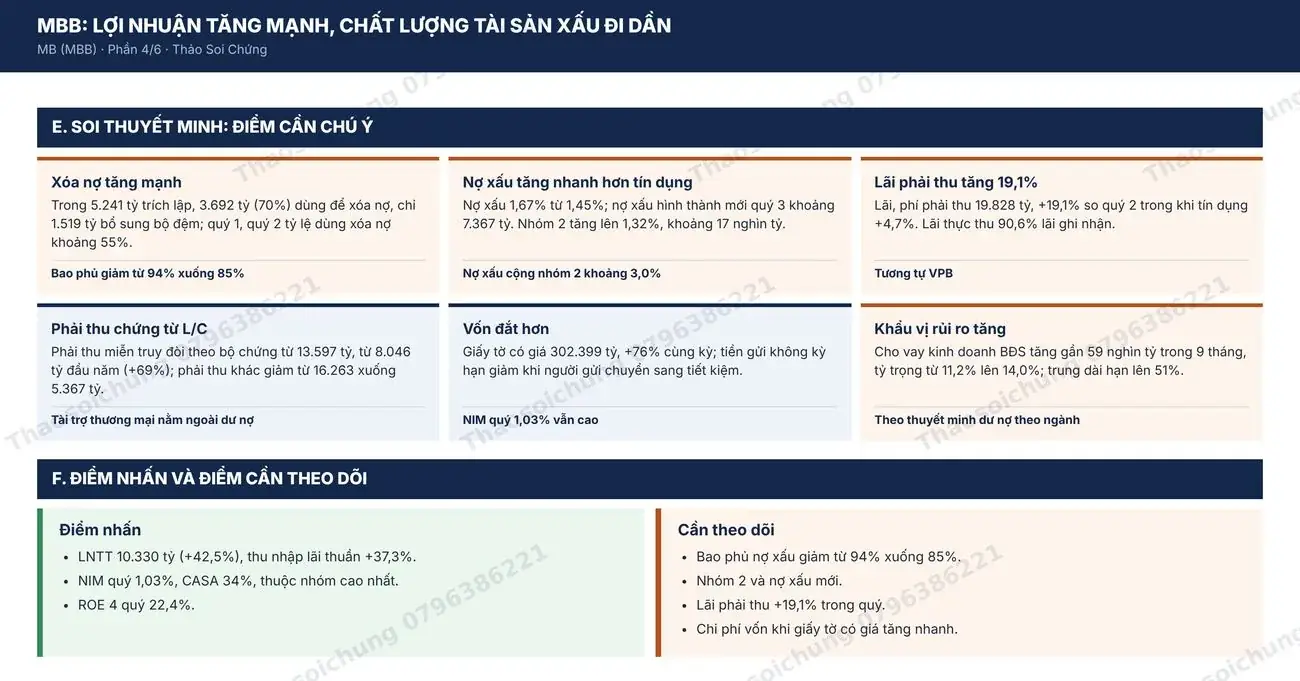 MBB: LỢI NHUẬN TĂNG MẠNH, CHẤT LƯỢNG TÀI SẢN XẤU ĐI DẦN
MB (MBB) · Phần 4/6 · Thảo Soi Chứng
E. SOI THUYẾT MINH: ĐIỂM CẦN CHÚ Ý
Xóa nợ tăng mạnh
Trong 5.241 tỷ trích lập, 3.692 tỷ (70%) dùng để xóa nợ, chỉ
1.519 tỷ bổ sung bộ đệm; quý 1, quý 2 tỷ lệ dùng xóa nợ
khoảng 55%.
Bao phủ giảm từ 94% xuống 85%
Nợ xấu tăng nhanh hơn tín dụng
Nợ xấu 1,67% từ 1,45%; nợ xấu hình thành mới quý 3 khoảng
7.367 tỷ. Nhóm 2 tăng lên 1,32%, khoảng 17 nghìn tỷ.
Nợ xấu cộng nhóm 2 khoảng 3,0%
Lãi phải thu tăng 19,1%
Lãi, phí phải thu 19.828 tỷ, +19,1% so quý 2 trong khi tín dụng
+4,7%. Lãi thực thu 90,6% lãi ghi nhận.
Tương tự VPB
Phải thu chứng từ L/C
Phải thu miễn truy đòi theo bộ chứng từ 13.597 tỷ, từ 8.046
tỷ đầu năm (+69%); phải thu khác giảm từ 16.263 xuống
5.367 tỷ.
Tài trợ thương mại nằm ngoài dư nợ
Vốn đắt hơn
Giấy tờ có giá 302.399 tỷ, +76% cùng kỳ; tiền gửi không kỳ
hạn giảm khi người gửi chuyển sang tiết kiệm.
NIM quý 1,03% vẫn cao
Khẩu vị rủi ro tăng
Cho vay kinh doanh BĐS tăng gần 59 nghìn tỷ trong 9 tháng,
tỷ trọng từ 11,2% lên 14,0%; trung dài hạn lên 51%.
Theo thuyết minh dư nợ theo ngành
F. ĐIỂM NHẤN VÀ ĐIỂM CẦN THEO DÕI
Điểm nhấn
• LNTT 10.330 tỷ (+42,5%), thu nhập lãi thuần +37,3%.
• NIM quý 1,03%, CASA 34%, thuộc nhóm cao nhất.
• ROE 4 quý 22,4%.
Cần theo dõi
• Bao phủ nợ xấu giảm từ 94% xuống 85%.
• Nhóm 2 và nợ xấu mới.
• Lãi phải thu +19,1% trong quý.
• Chi phí vốn khi giấy tờ có giá tăng nhanh.
Thaosoichung 0796386221